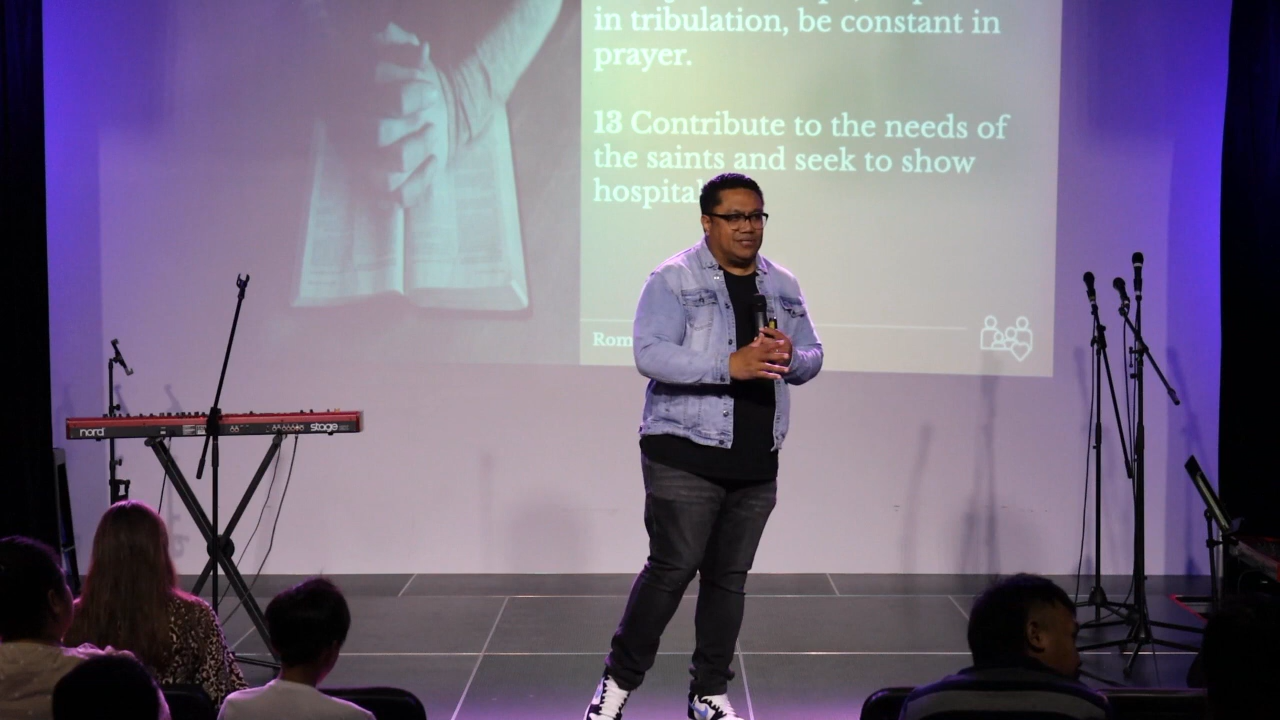 in tribulation, be constant in
prayer.
13 Contribute to the needs of
the saints and seek to show
nord
stage